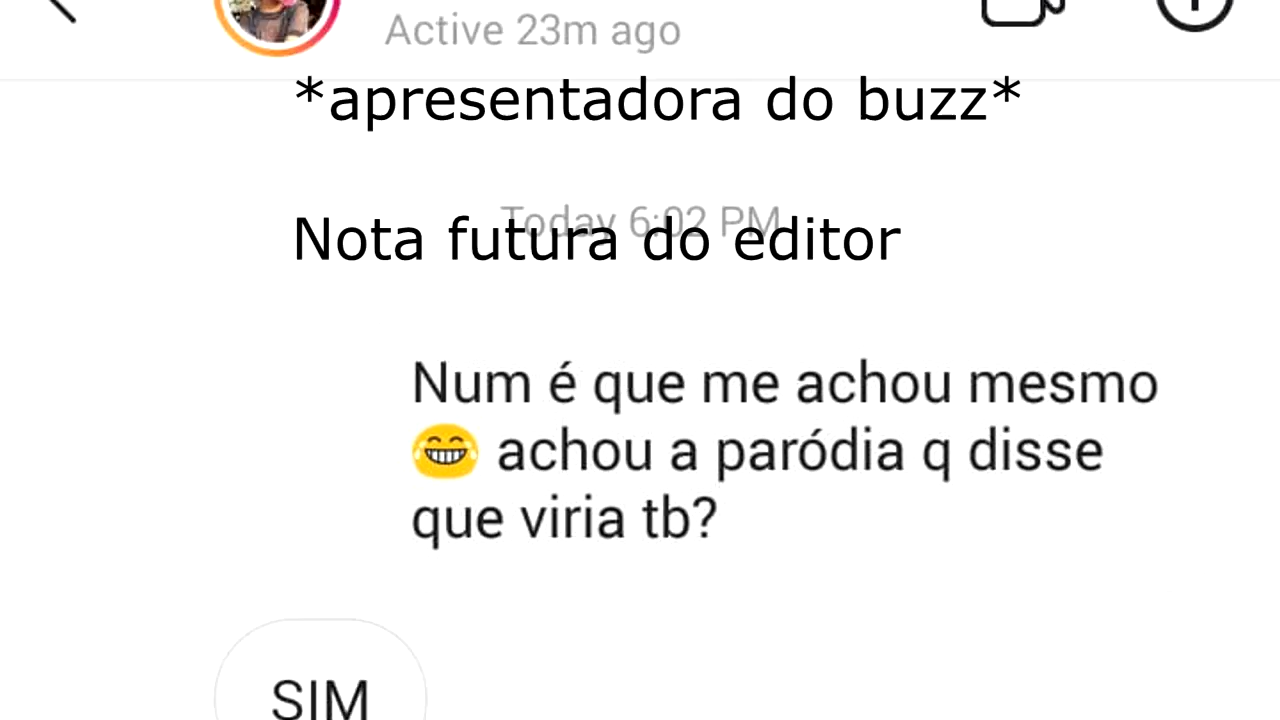 Active 23m ago
*apresentadora do buzz*
Today 6:02 PM
Nota futura do editor
Num é que me achou mesmo
😂 achou a paródia q disse
que viria tb?
SIM